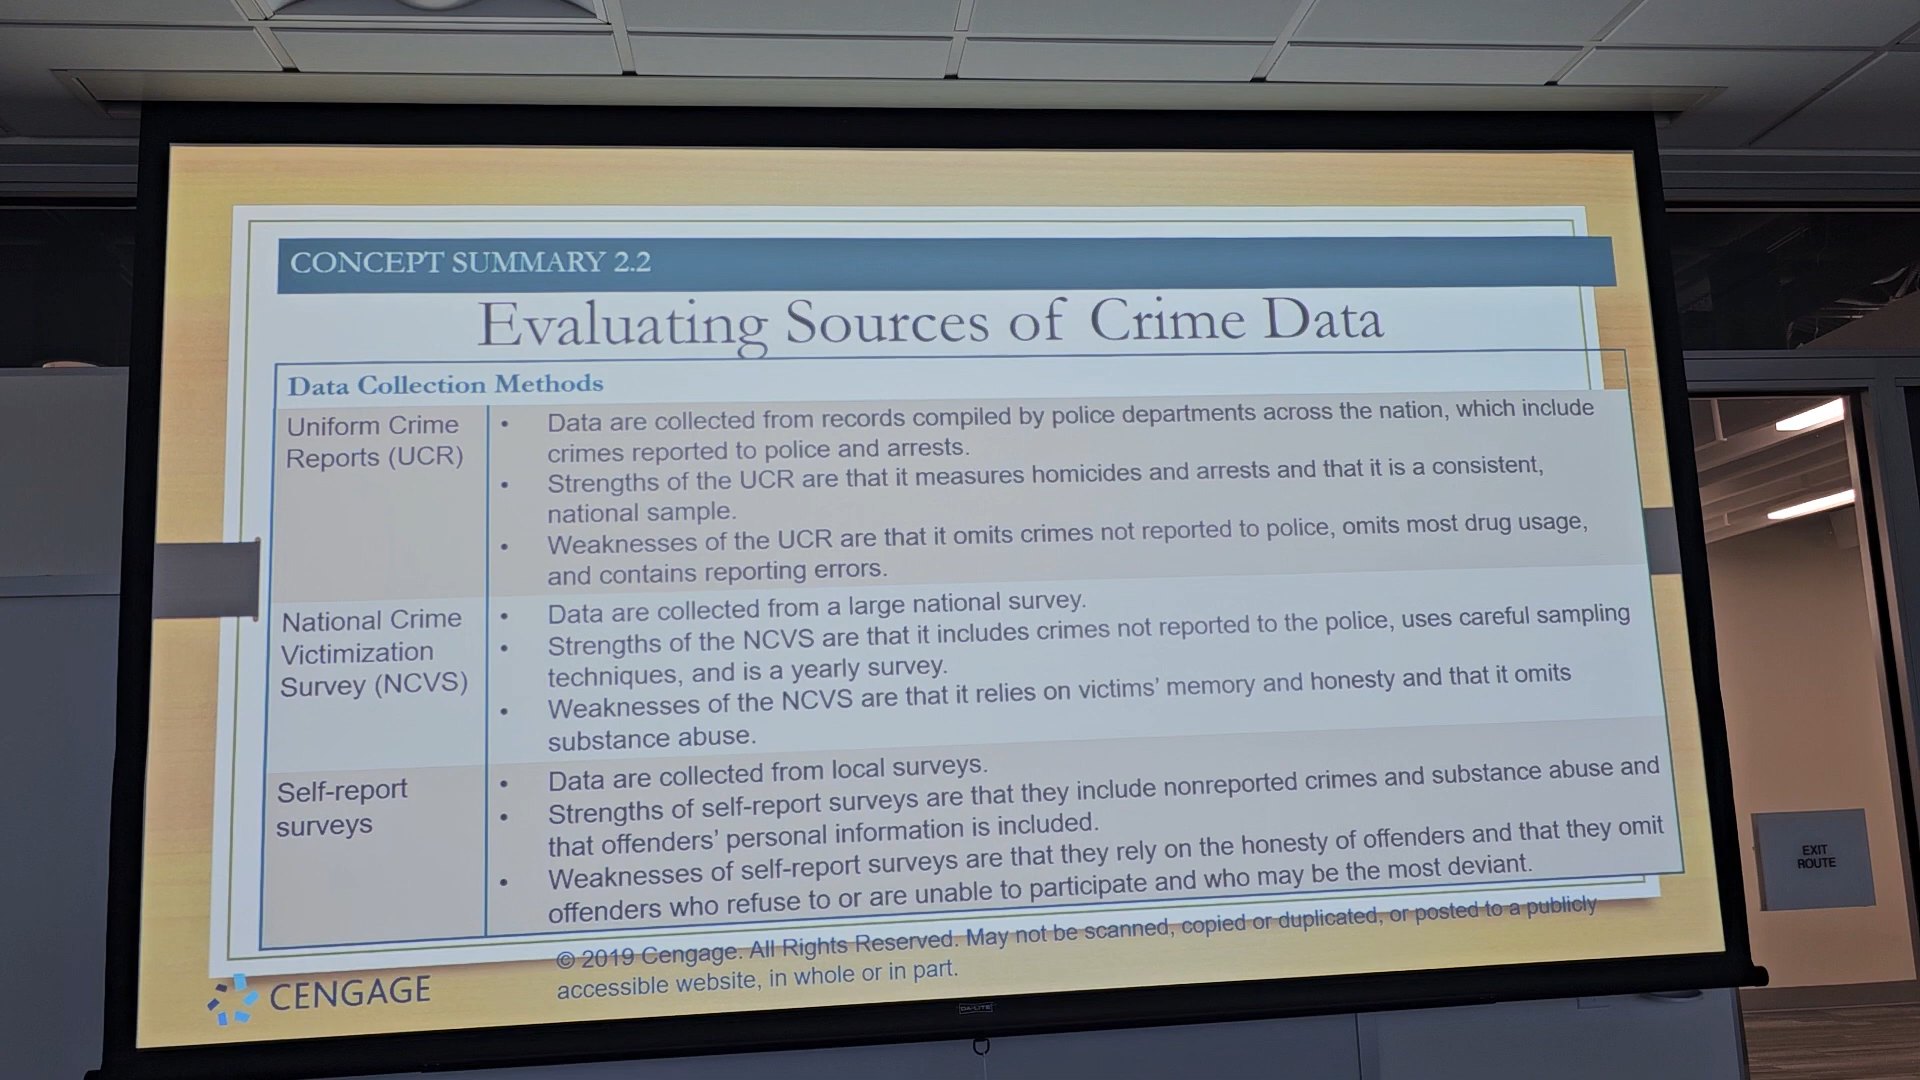 CONCEPT SUMMARY 2.2
Evaluating Sources of Crime Data
Data Collection Methods
Uniform Crime
Reports (UCR)
• Data are collected from records compiled by police departments across the nation, which include
crimes reported to police and arrests.
• Strengths of the UCR are that it measures homicides and arrests and that it is a consistent,
national sample.
• Weaknesses of the UCR are that it omits crimes not reported to police, omits most drug usage,
and contains reporting errors.
National Crime
Victimization
Survey (NCVS)
• Data are collected from a large national survey.
• Strengths of the NCVS are that it includes crimes not reported to the police, uses careful sampling
techniques, and is a yearly survey.
• Weaknesses of the NCVS are that it relies on victims’ memory and honesty and that it omits
substance abuse.
Self-report
surveys
• Data are collected from local surveys.
• Strengths of self-report surveys are that they include nonreported crimes and substance abuse and
that offenders’ personal information is included.
• Weaknesses of self-report surveys are that they rely on the honesty of offenders and that they omit
offenders who refuse to or are unable to participate and who may be the most deviant.
© 2019 Cengage. All Rights Reserved. May not be scanned, copied or duplicated, or posted to a publicly
accessible website, in whole or in part.
CENGAGE
DA-LITE
EXIT
ROUTE